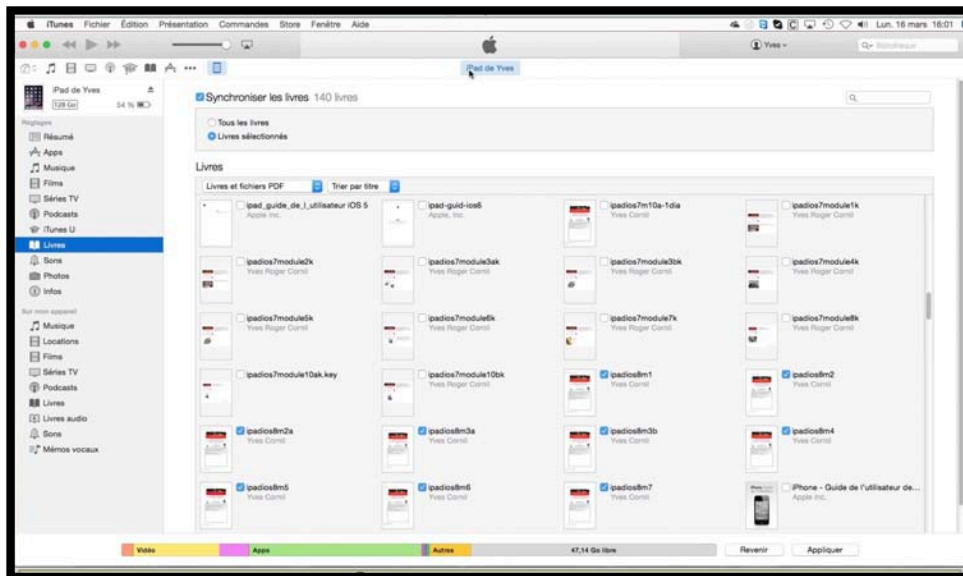 iTunes Fichier Édition Présentation Commandes Store Fenêtre Aide
Lun. 16 mars 16:01
Yves
iPad de Yves
iPad de Yves
128 Go 54 %
Synchroniser les livres 140 livres
Tous les livres
Livres sélectionnés
Réglages
Résumé
Apps
Musique
Films
Séries TV
Podcasts
iTunes U
Livres
Sons
Photos
Infos
Sur mon appareil
Musique
Locations
Films
Séries TV
Podcasts
Livres
Livres audio
Sons
Mémos vocaux
Livres
Livres et fichiers PDF Trier par titre
ipad_guide_de_l_utilisateur iOS 5
Apple Inc.
ipad-guid-ios6
Apple, Inc.
ipadios7m10a-1dia
Yves Cornil
ipadios7module1k
Yves Roger Cornil
ipadios7module2k
Yves Roger Cornil
ipadios7module3ak
Yves Roger Cornil
ipadios7module3bk
Yves Roger Cornil
ipadios7module4k
Yves Roger Cornil
ipadios7module5k
Yves Roger Cornil
ipadios7module6k
Yves Roger Cornil
ipadios7module7k
Yves Roger Cornil
ipadios7module8k
Yves Roger Cornil
ipadios7module10ak.key
ipadios7module10bk
Yves Roger Cornil
ipadios8m1
Yves Cornil
ipadios8m2
Yves Cornil
ipadios8m2a
Yves Cornil
ipadios8m3a
Yves Cornil
ipadios8m3b
Yves Cornil
ipadios8m4
Yves Cornil
ipadios8m5
Yves Cornil
ipadios8m6
Yves Cornil
ipadios8m7
Yves Cornil
iPhone - Guide de l'utilisateur de...
Apple Inc.
Vidéo Apps Autres 47,14 Go libre Revenir Appliquer